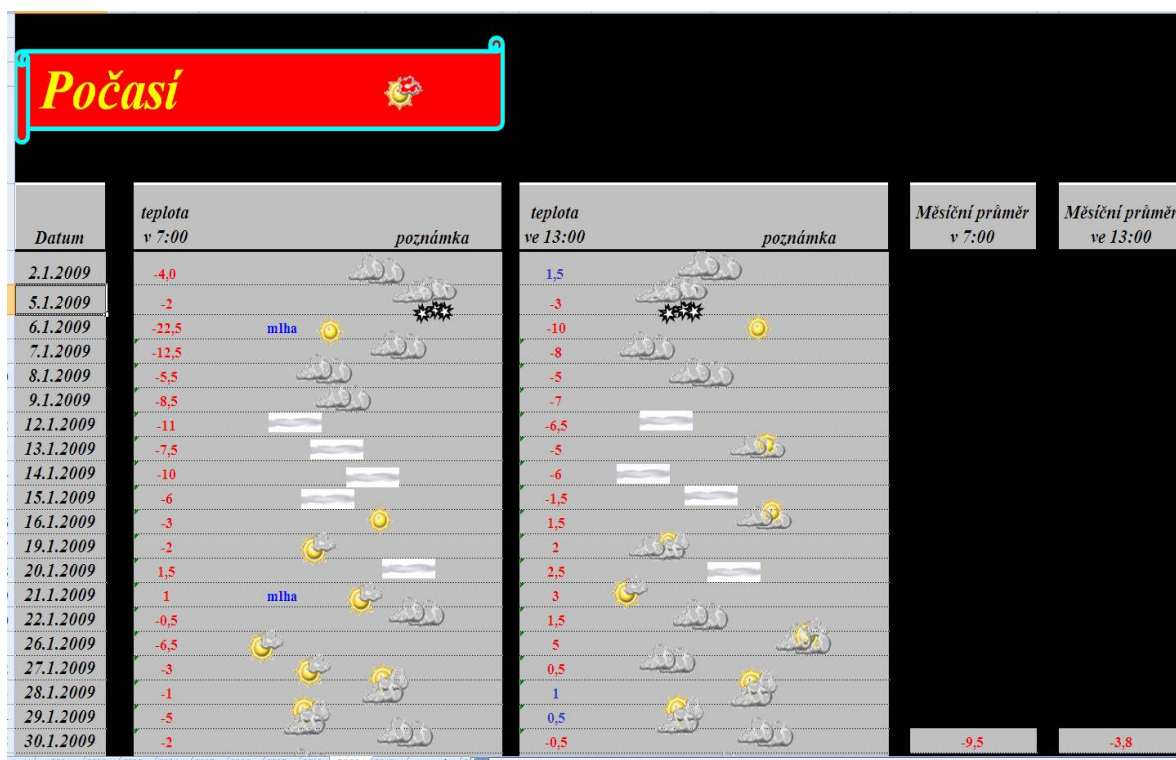 Počasí
teplota teplota Měsíční průměr Měsíční průměr
Datum v 7:00 poznámka ve 13:00 poznámka v 7:00 ve 13:00
2.1.2009 -4,0 1,5
5.1.2009 -2 -3
6.1.2009 -22,5 mlha -10
7.1.2009 -12,5 -8
8.1.2009 -5,5 -5
9.1.2009 -8,5 -7
12.1.2009 -11 -6,5
13.1.2009 -7,5 -5
14.1.2009 -10 -6
15.1.2009 -6 -1,5
16.1.2009 -3 1,5
19.1.2009 -2 2
20.1.2009 1,5 2,5
21.1.2009 1 mlha 3
22.1.2009 -0,5 1,5
26.1.2009 -6,5 5
27.1.2009 -3 0,5
28.1.2009 -1 1
29.1.2009 -5 0,5
30.1.2009 -2 -0,5 -9,5 -3,8